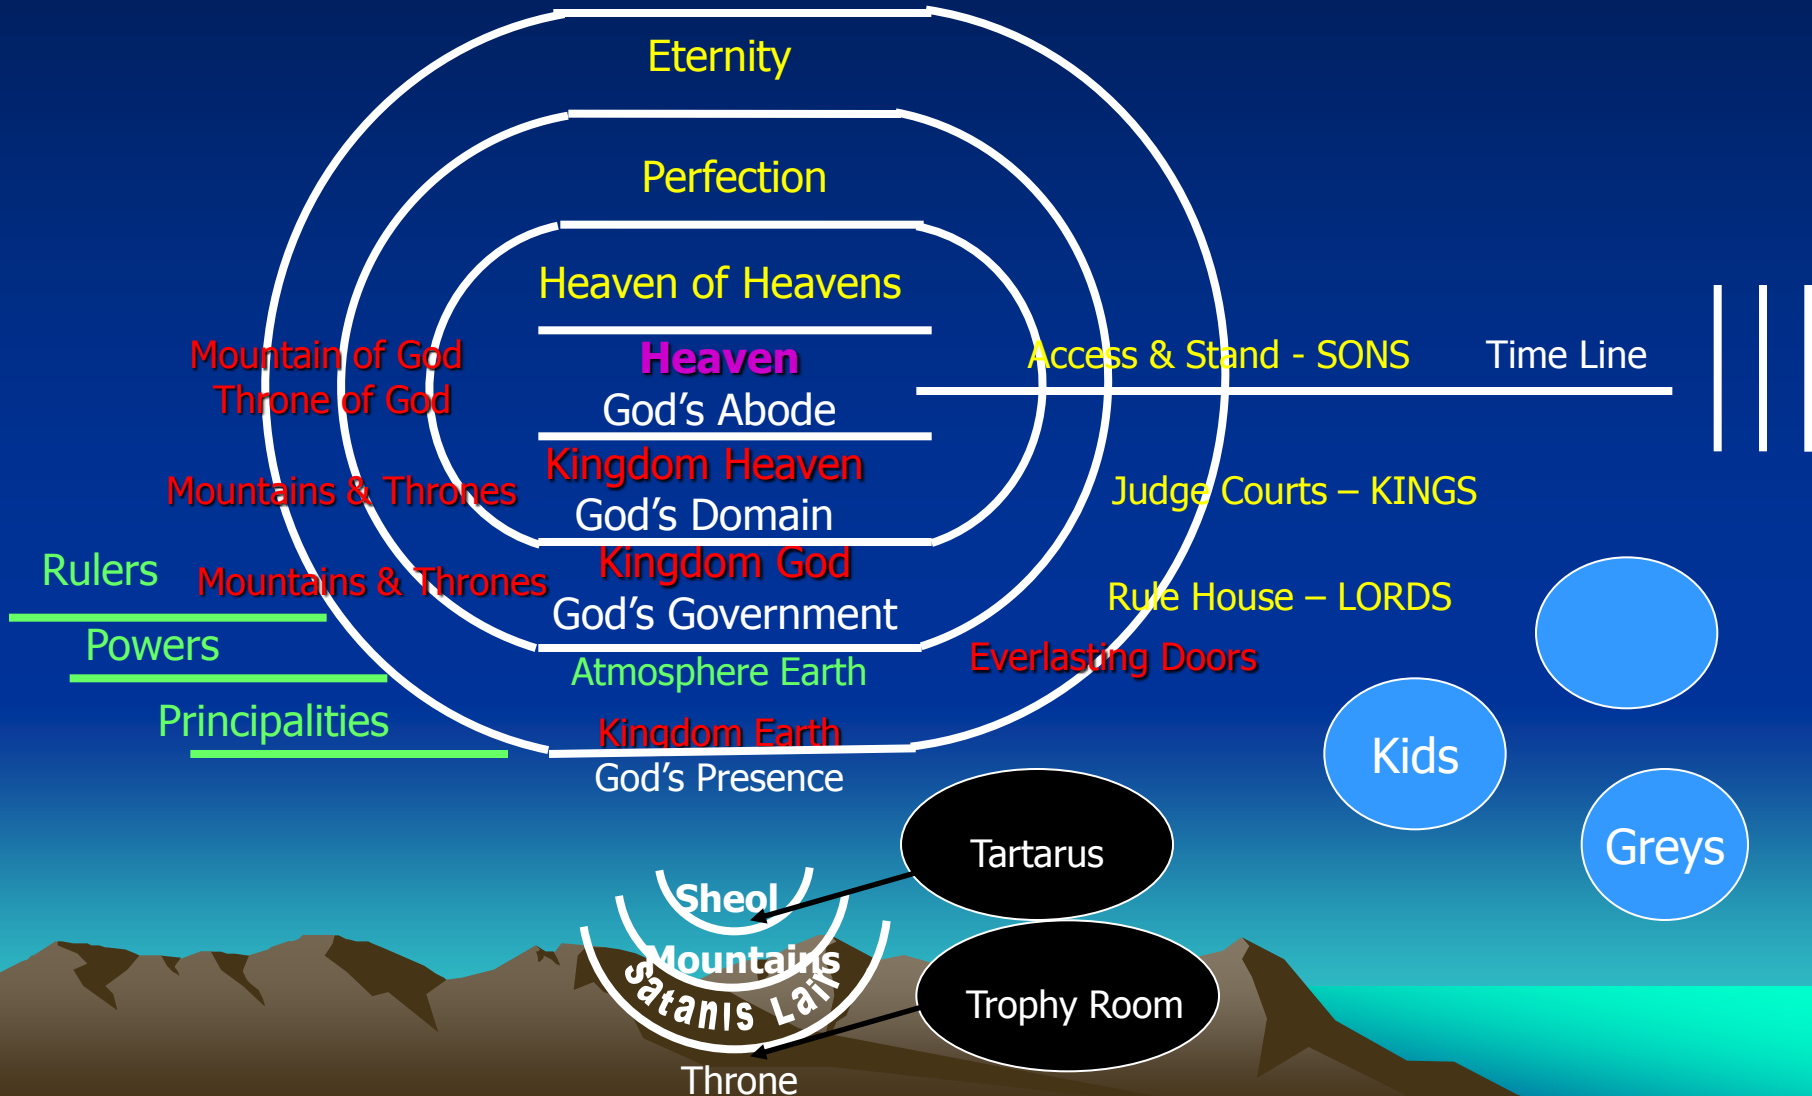 Eternity
Perfection
Heaven of Heavens
Mountain of God
Throne of God
Heaven
God's Abode
Access & Stand - SONS
Time Line
Kingdom Heaven
God's Domain
Mountains & Thrones
Judge Courts – KINGS
Kingdom God
God's Government
Rulers
Mountains & Thrones
Rule House – LORDS
Powers
Atmosphere Earth
Everlasting Doors
Principalities
Kingdom Earth
God's Presence
Kids
Greys
Tartarus
Sheol
Mountains
Satanis Lair
Trophy Room
Throne